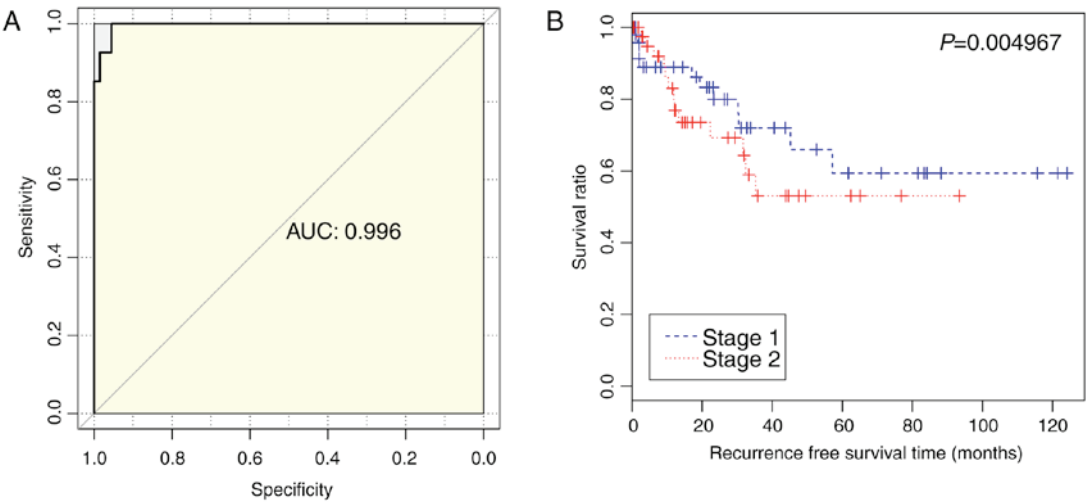 A
Sensitivity
1.0
0.8
0.6
0.4
0.2
0.0
AUC: 0.996
1.0 0.8 0.6 0.4 0.2 0.0
Specificity
B
Survival ratio
1.0
0.8
0.6
0.4
0.2
0.0
P=0.004967
Stage 1
Stage 2
0 20 40 60 80 100 120
Recurrence free survival time (months)